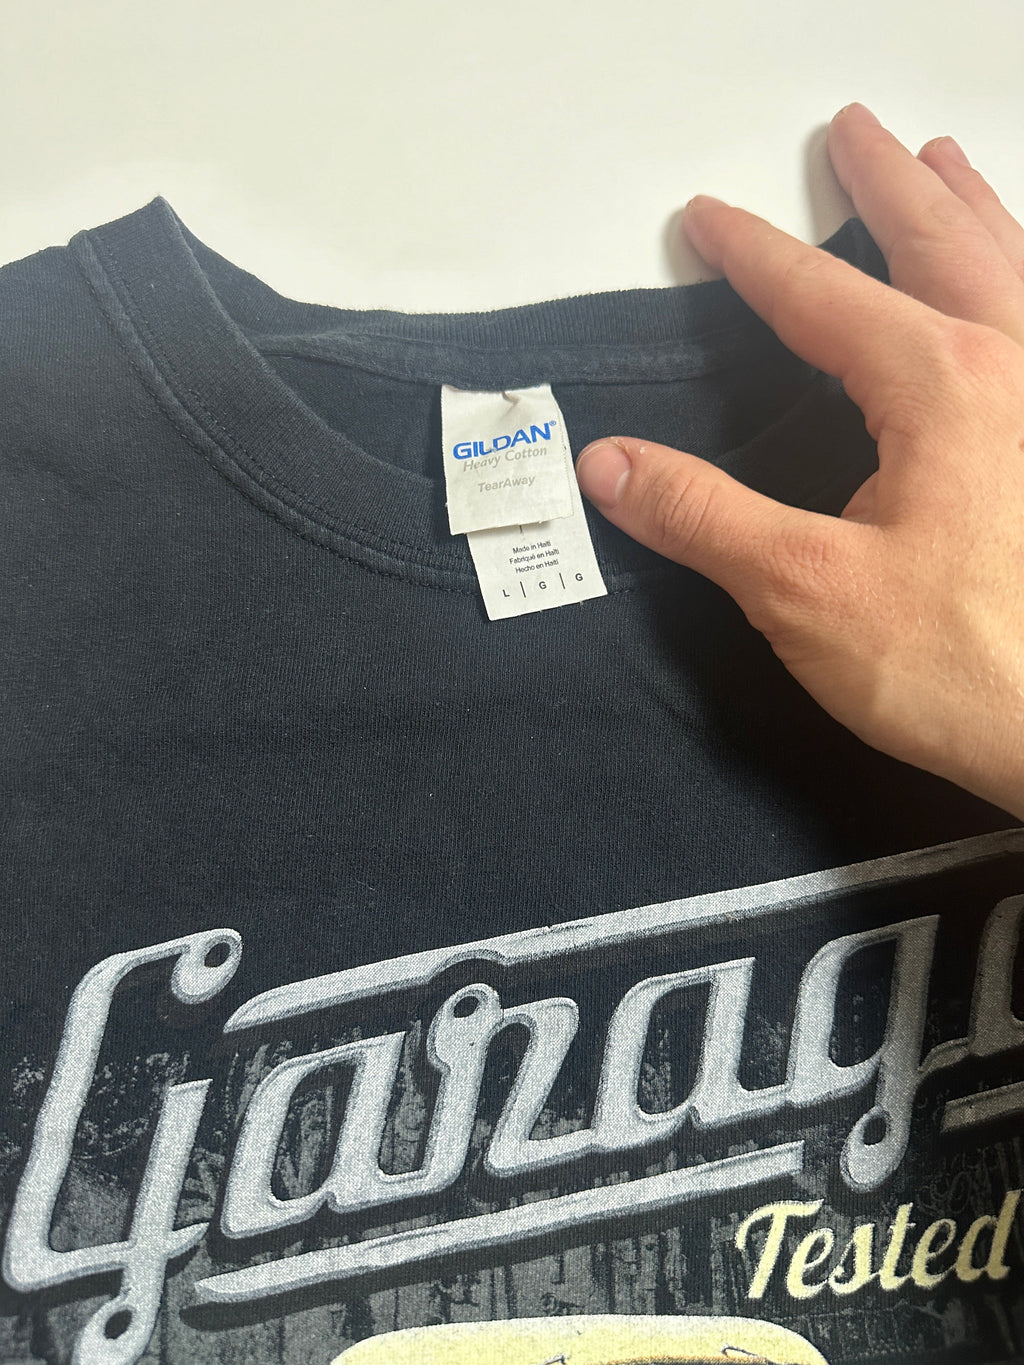 GILDAN®
Heavy Cotton
TearAway
Made in Haiti
Fabriqué en Haïti
Hecho en Haití
L | G | G
Garag
Tested